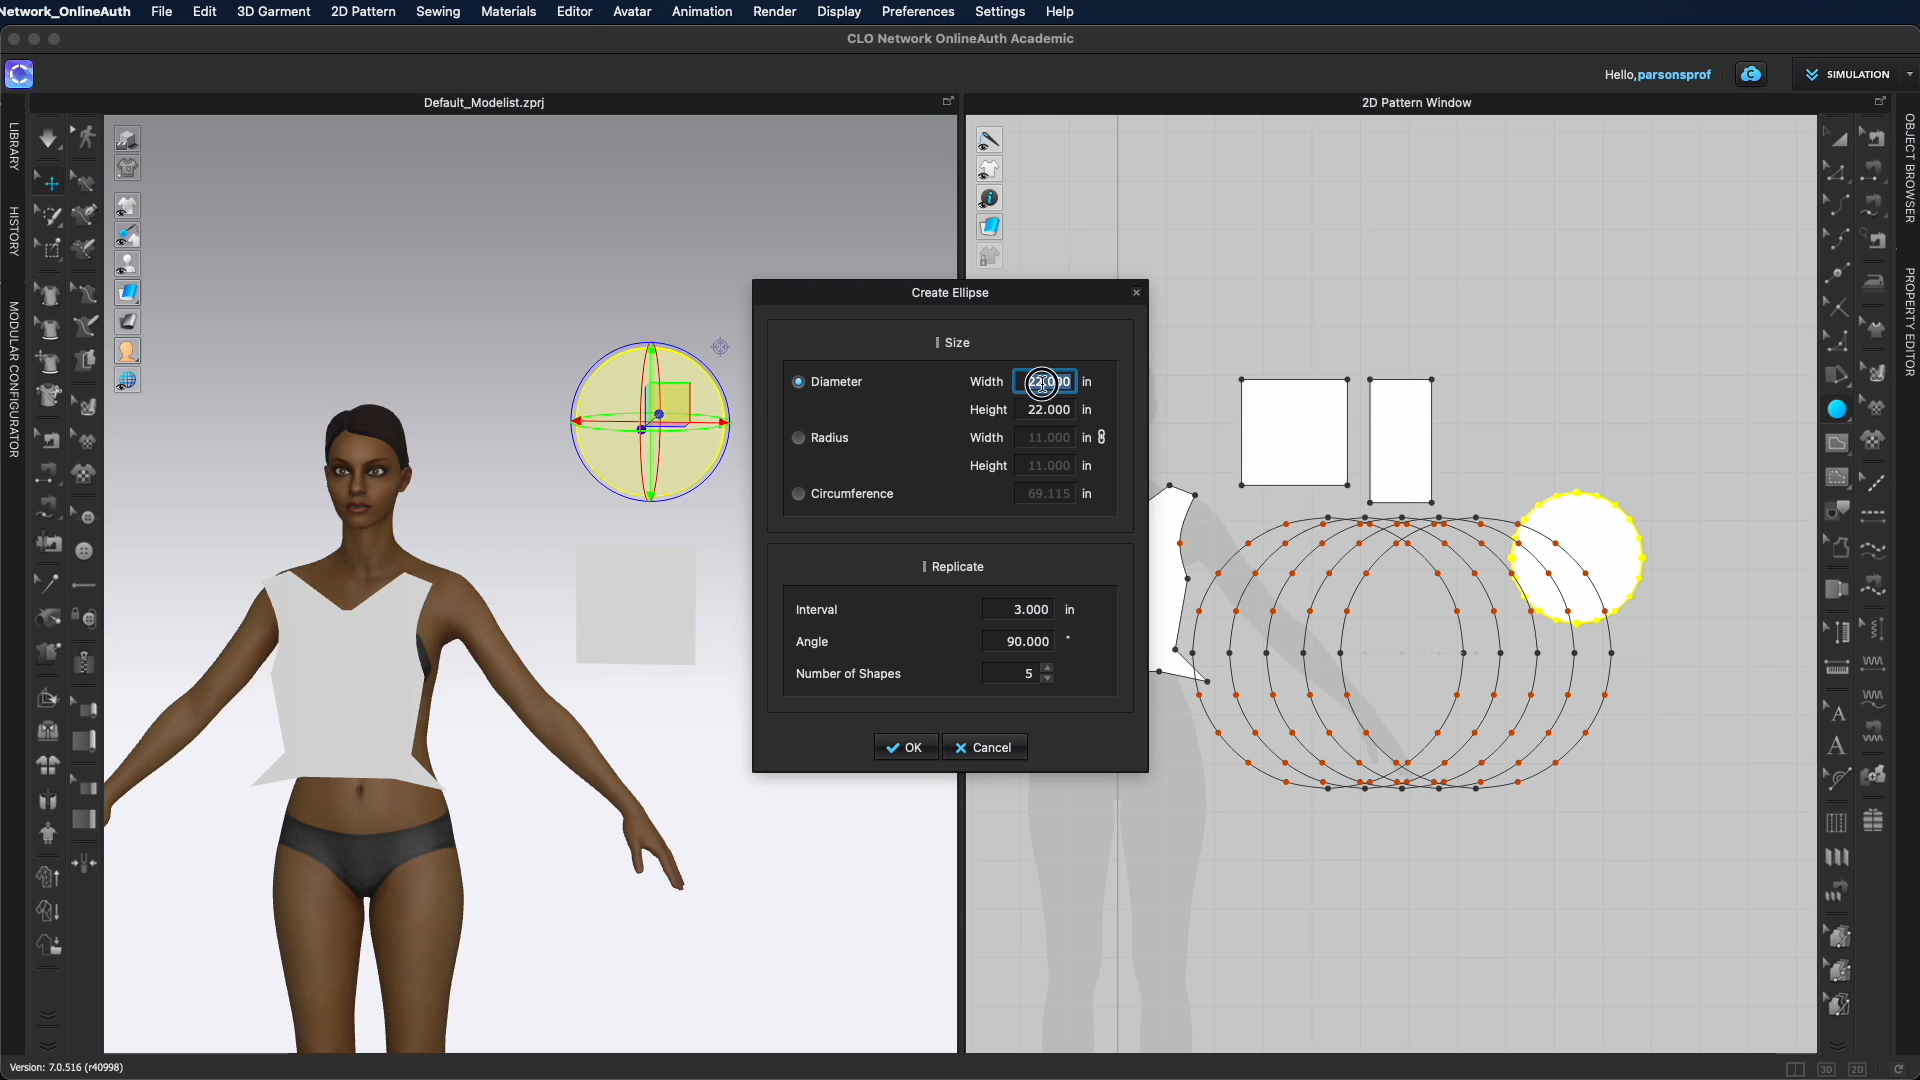 Network_OnlineAuth File Edit 3D Garment 2D Pattern Sewing Materials Editor Avatar Animation Render Display Preferences Settings Help
CLO Network OnlineAuth Academic
Hello,parsonsprof
SIMULATION
Default_Modelist.zprj
2D Pattern Window
LIBRARY
HISTORY
MODULAR CONFIGURATOR
OBJECT BROWSER
PROPERTY EDITOR
Create Ellipse
Size
Diameter Width 22.000 in
Height 22.000 in
Radius Width 11.000 in
Height 11.000 in
Circumference 69.115 in
Replicate
Interval 3.000 in
Angle 90.000 °
Number of Shapes 5
OK Cancel
A
A
Version: 7.0.516 (r40998)
3D 2D